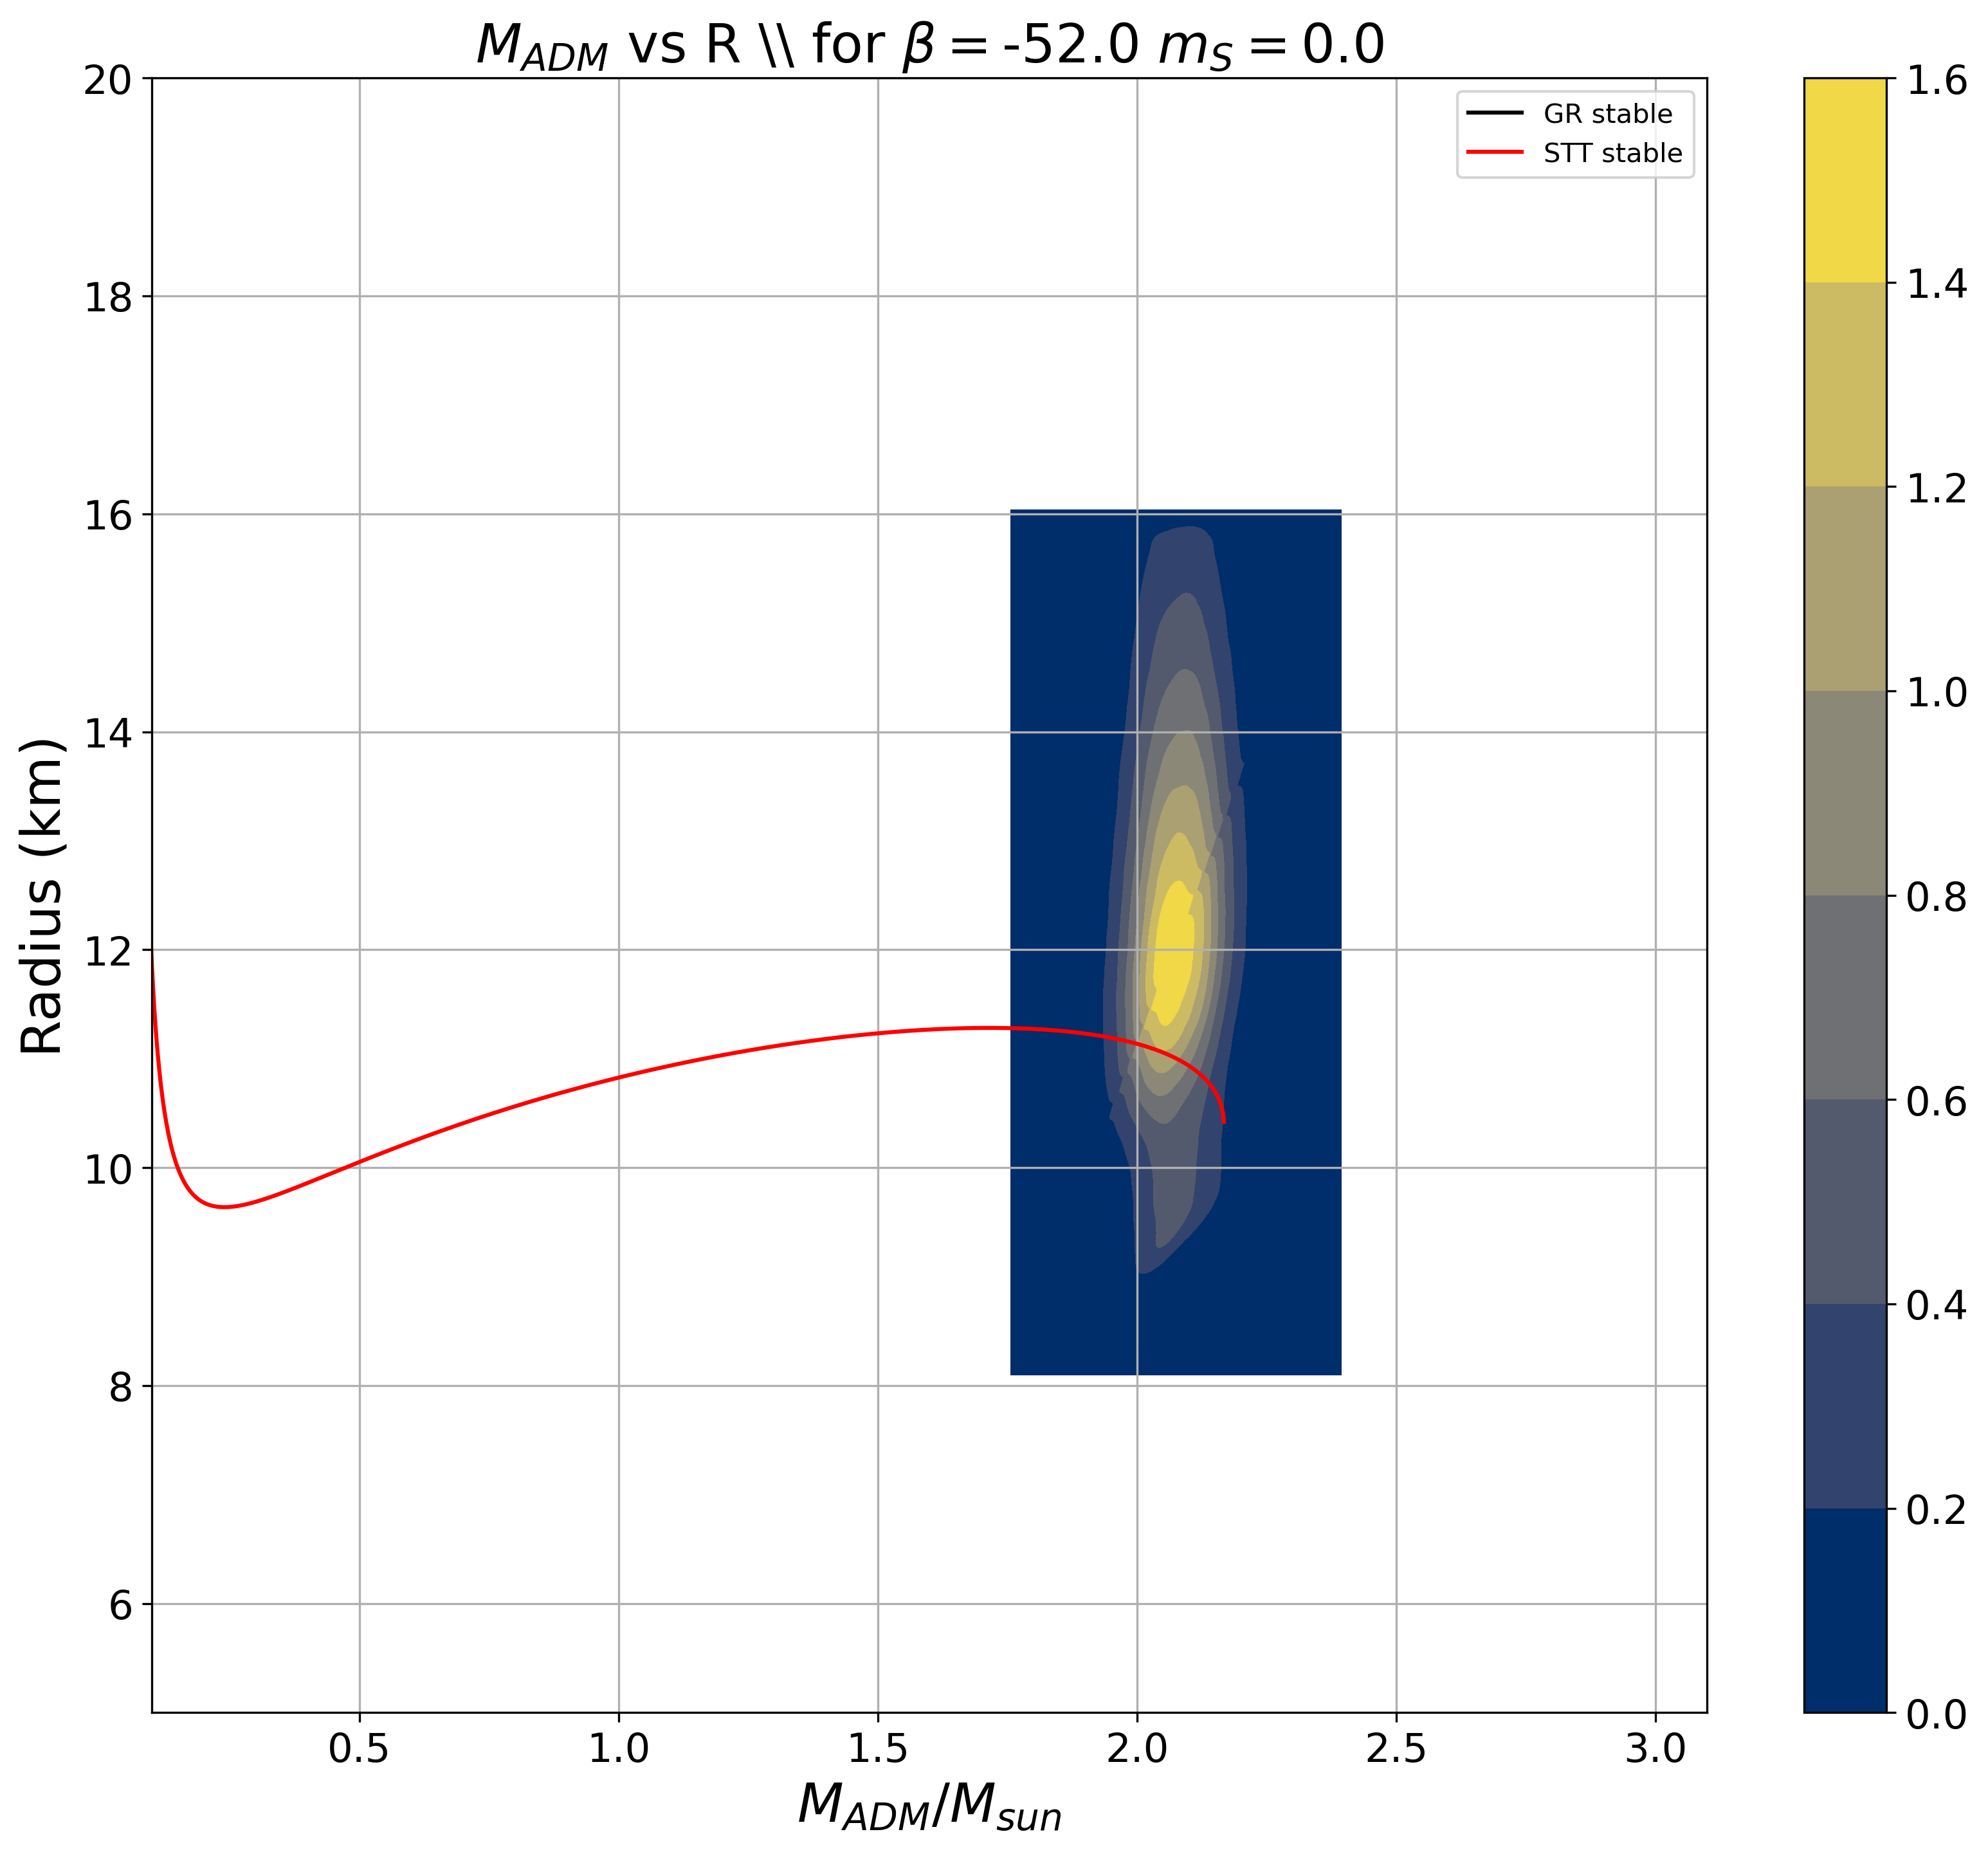 M_ADM vs R \\ for β = -52.0 m_S = 0.0
GR stable
STT stable
20
18
16
14
12
10
8
6
Radius (km)
0.5 1.0 1.5 2.0 2.5 3.0
M_ADM/M_sun
1.6
1.4
1.2
1.0
0.8
0.6
0.4
0.2
0.0